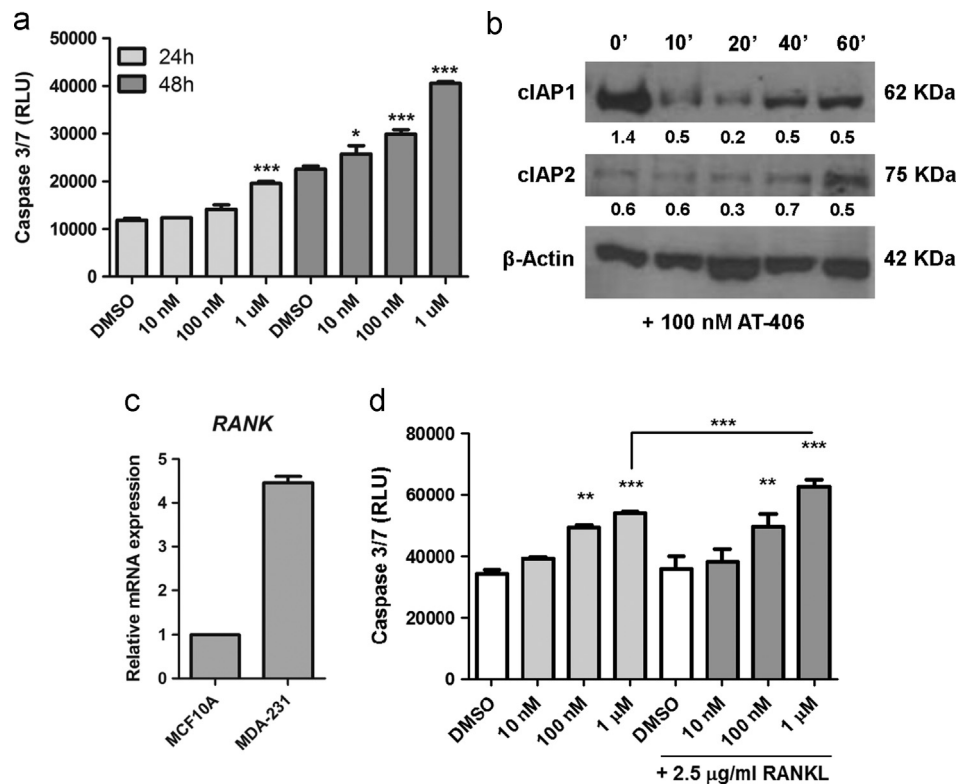 a
50000
40000
30000
20000
10000
0
Caspase 3/7 (RLU)
24h
48h
***
*
***
***
DMSO
10 nM
100 nM
1 uM
DMSO
10 nM
100 nM
1 uM
b
0' 10' 20' 40' 60'
cIAP1 62 KDa
1.4 0.5 0.2 0.5 0.5
cIAP2 75 KDa
0.6 0.6 0.3 0.7 0.5
β-Actin 42 KDa
+ 100 nM AT-406
c
RANK
5
4
3
2
1
0
Relative mRNA expression
MCF10A
MDA-231
d
80000
60000
40000
20000
0
Caspase 3/7 (RLU)
***
** *** ** ***
DMSO
10 nM
100 nM
1 µM
DMSO
10 nM
100 nM
1 µM
+ 2.5 µg/ml RANKL